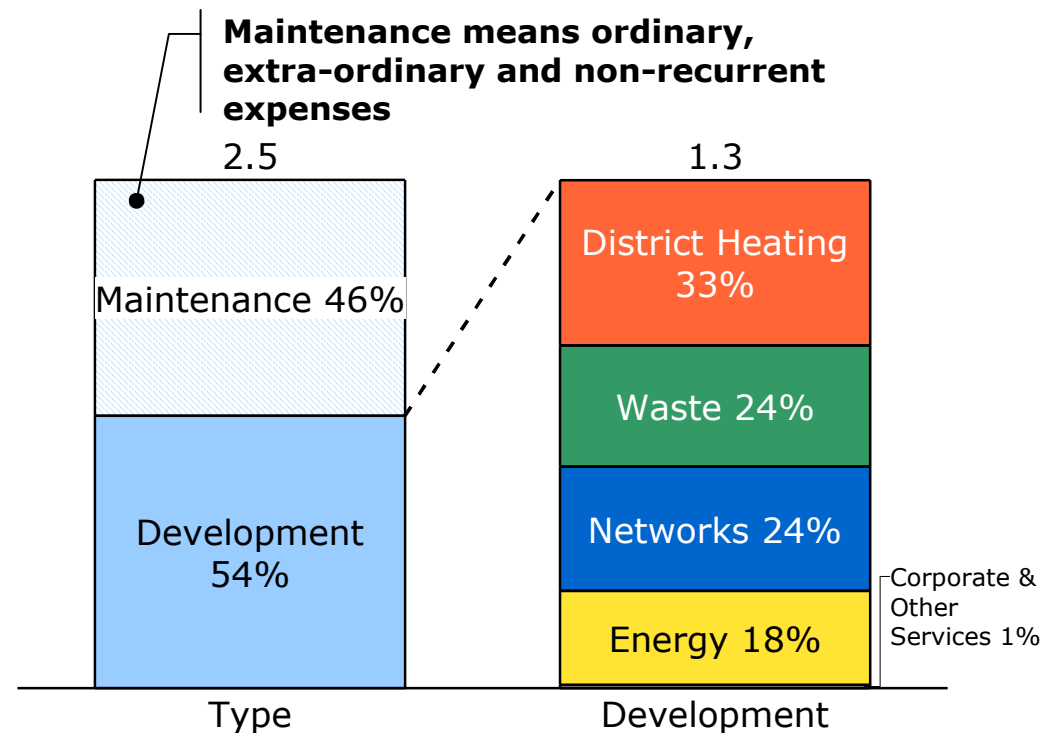 Maintenance means ordinary,
extra-ordinary and non-recurrent
expenses
2.5
1.3
Maintenance 46%
Development
54%
District Heating
33%
Waste 24%
Networks 24%
Energy 18%
Corporate &
Other
Services 1%
Type
Development